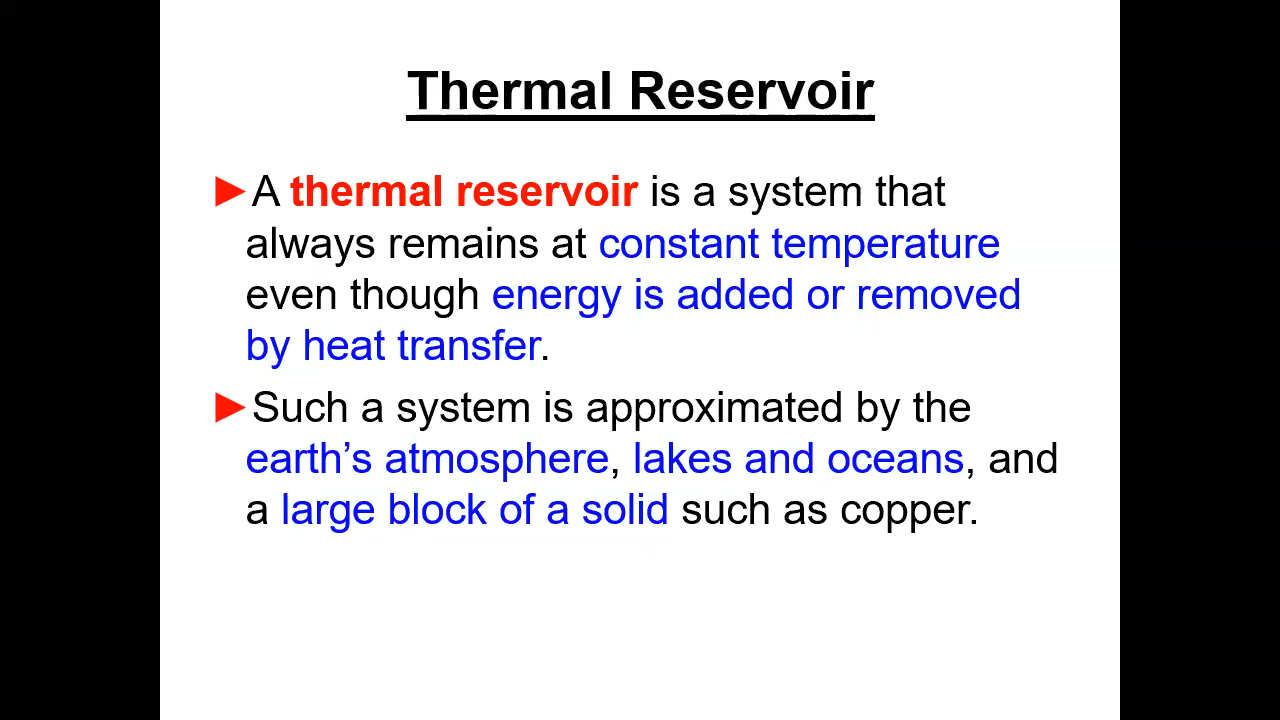 Thermal Reservoir
►A thermal reservoir is a system that
always remains at constant temperature
even though energy is added or removed
by heat transfer.
►Such a system is approximated by the
earth’s atmosphere, lakes and oceans, and
a large block of a solid such as copper.